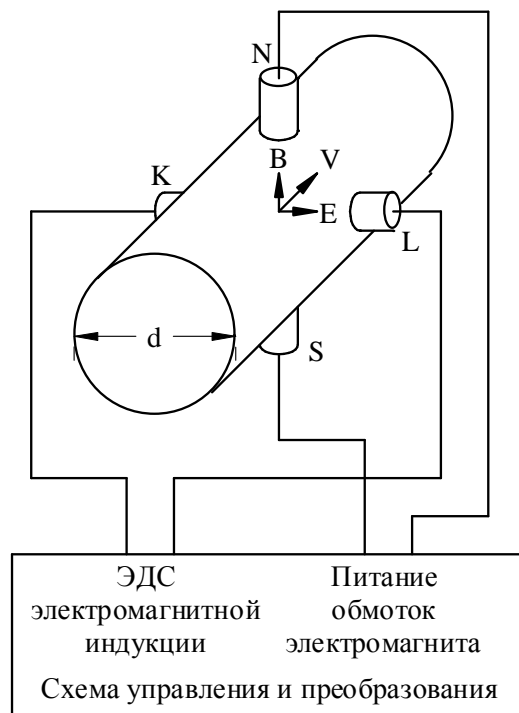 N
B
V
K
E
L
d
S
ЭДС
электромагнитной
индукции
Питание
обмоток
электромагнита
Схема управления и преобразования